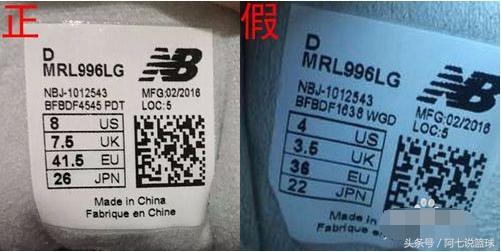 正
D
MRL996LG
NB
NBJ-1012543
MFG:02/2016
BFBDF4545 PDT
LOC:5
8 US
7.5 UK
41.5 EU
26 JPN
Made in China
Fabrique en Chine
假
D
MRL996LG
NB
NBJ-1012543
MFG:02/2016
BFBDF1638 WGD
LOC:5
4 US
3.5 UK
36 EU
22 JPN
Made in China
Fabrique en
头条号 / 阿七说篮球